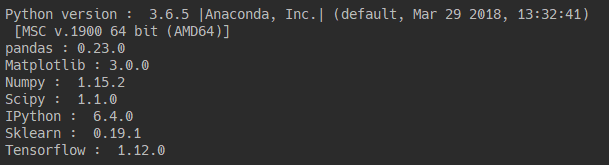 Python version :  3.6.5 |Anaconda, Inc.| (default, Mar 29 2018, 13:32:41)
 [MSC v.1900 64 bit (AMD64)]
pandas : 0.23.0
Matplotlib : 3.0.0
Numpy :  1.15.2
Scipy :  1.1.0
IPython :  6.4.0
Sklearn :  0.19.1
Tensorflow :  1.12.0